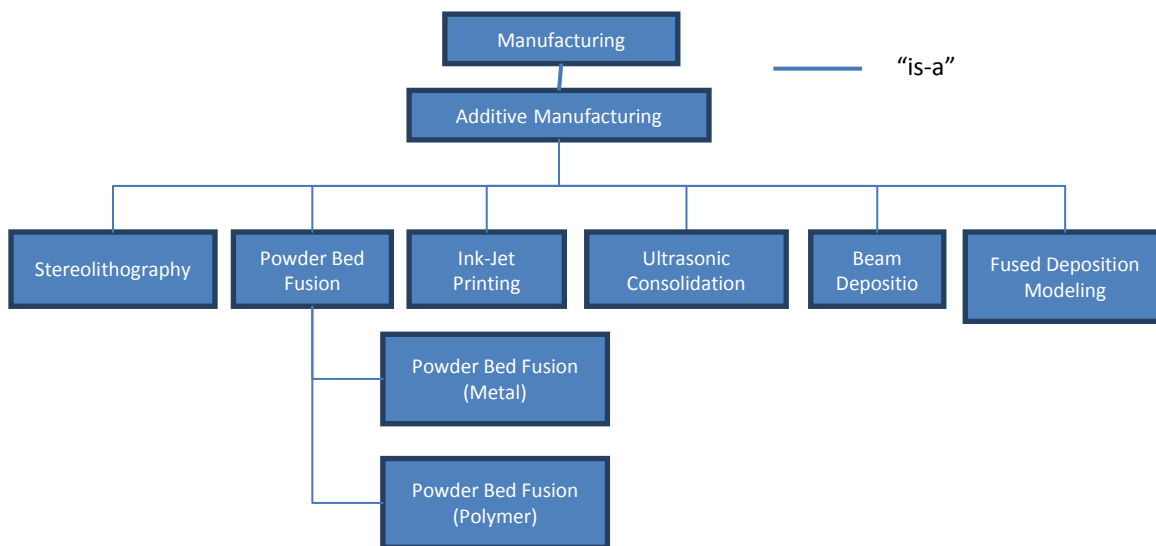 Manufacturing
“is-a”
Additive Manufacturing
Stereolithography
Powder Bed
Fusion
Ink-Jet
Printing
Ultrasonic
Consolidation
Beam
Depositio
Fused Deposition
Modeling
Powder Bed Fusion
(Metal)
Powder Bed Fusion
(Polymer)